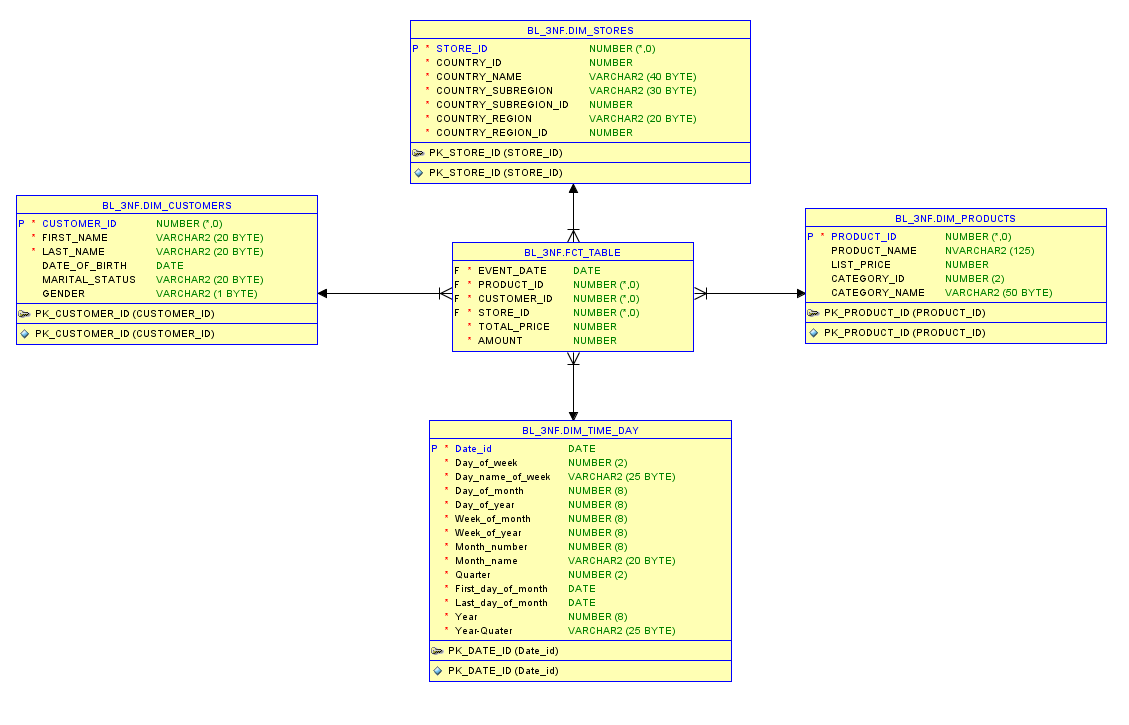 BL_3NF.DIM_STORES
P * STORE_ID NUMBER (*,0)
* COUNTRY_ID NUMBER
* COUNTRY_NAME VARCHAR2 (40 BYTE)
* COUNTRY_SUBREGION VARCHAR2 (30 BYTE)
* COUNTRY_SUBREGION_ID NUMBER
* COUNTRY_REGION VARCHAR2 (20 BYTE)
* COUNTRY_REGION_ID NUMBER
PK_STORE_ID (STORE_ID)
PK_STORE_ID (STORE_ID)
BL_3NF.DIM_CUSTOMERS
P * CUSTOMER_ID NUMBER (*,0)
* FIRST_NAME VARCHAR2 (20 BYTE)
* LAST_NAME VARCHAR2 (20 BYTE)
DATE_OF_BIRTH DATE
MARITAL_STATUS VARCHAR2 (20 BYTE)
GENDER VARCHAR2 (1 BYTE)
PK_CUSTOMER_ID (CUSTOMER_ID)
PK_CUSTOMER_ID (CUSTOMER_ID)
BL_3NF.FCT_TABLE
F * EVENT_DATE DATE
F * PRODUCT_ID NUMBER (*,0)
F * CUSTOMER_ID NUMBER (*,0)
F * STORE_ID NUMBER (*,0)
* TOTAL_PRICE NUMBER
* AMOUNT NUMBER
BL_3NF.DIM_PRODUCTS
P * PRODUCT_ID NUMBER (*,0)
PRODUCT_NAME NVARCHAR2 (125)
LIST_PRICE NUMBER
CATEGORY_ID NUMBER (2)
CATEGORY_NAME VARCHAR2 (50 BYTE)
PK_PRODUCT_ID (PRODUCT_ID)
PK_PRODUCT_ID (PRODUCT_ID)
BL_3NF.DIM_TIME_DAY
P * Date_id DATE
* Day_of_week NUMBER (2)
* Day_name_of_week VARCHAR2 (25 BYTE)
* Day_of_month NUMBER (8)
* Day_of_year NUMBER (8)
* Week_of_month NUMBER (8)
* Week_of_year NUMBER (8)
* Month_number NUMBER (8)
* Month_name VARCHAR2 (20 BYTE)
* Quarter NUMBER (2)
* First_day_of_month DATE
* Last_day_of_month DATE
* Year NUMBER (8)
* Year-Quater VARCHAR2 (25 BYTE)
PK_DATE_ID (Date_id)
PK_DATE_ID (Date_id)